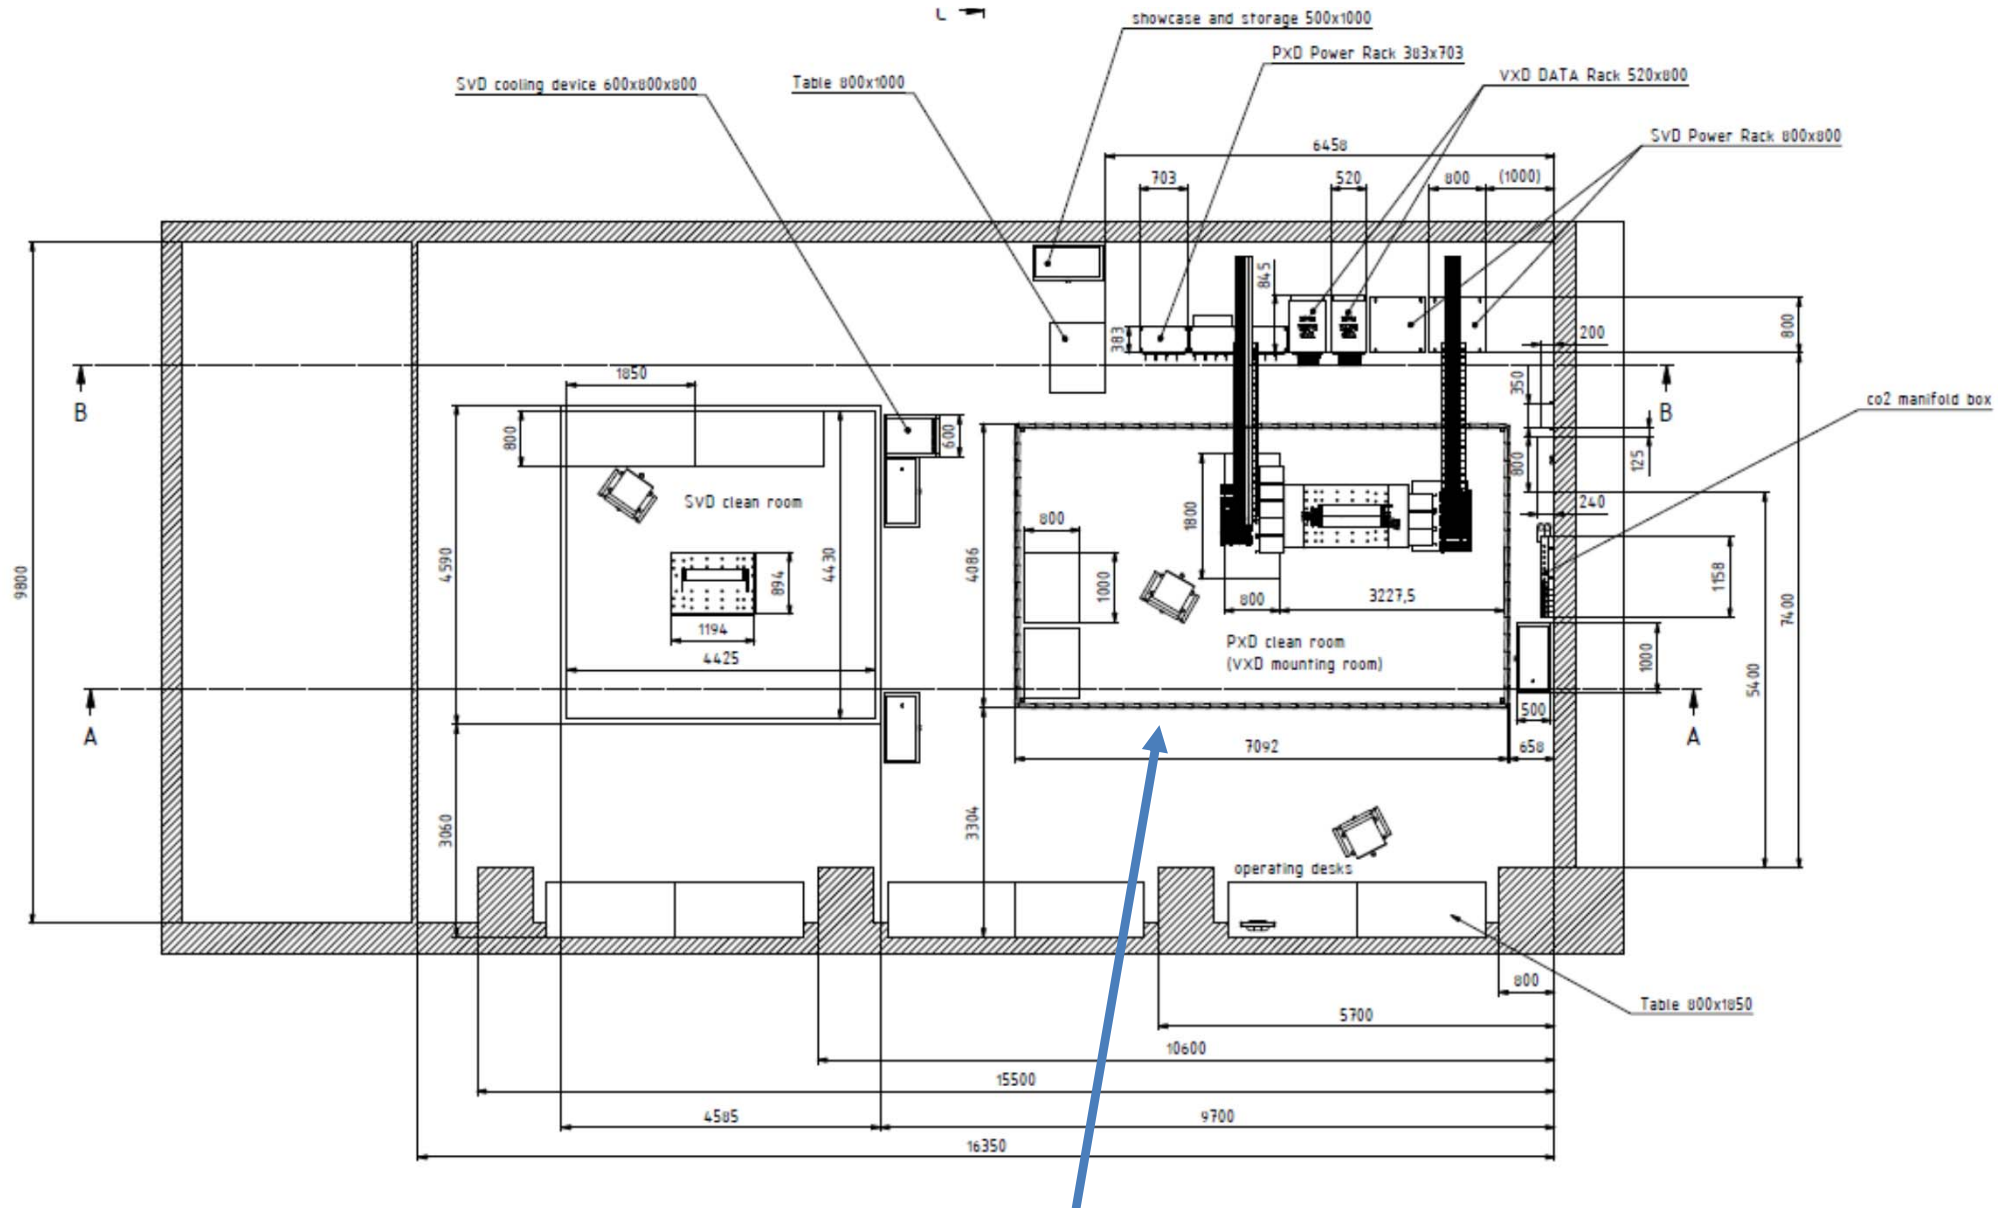 L
showcase and storage 500x1000
PXD Power Rack 383x703
VXD DATA Rack 520x800
SVD cooling device 600x800x800
Table 800x1000
SVD Power Rack 800x800
6458
703
520
800
(1000)
845
383
800
200
B
B
1850
350
co2 manifold box
800
600
800
125
SVD clean room
240
1800
800
4590
4430
4086
9800
894
1000
1158
800
3227,5
7400
1194
PXD clean room
(VXD mounting room)
4425
1000
5400
A
A
500
7092
658
3060
3304
operating desks
800
Table 800x1850
5700
10600
15500
4585
9700
16350